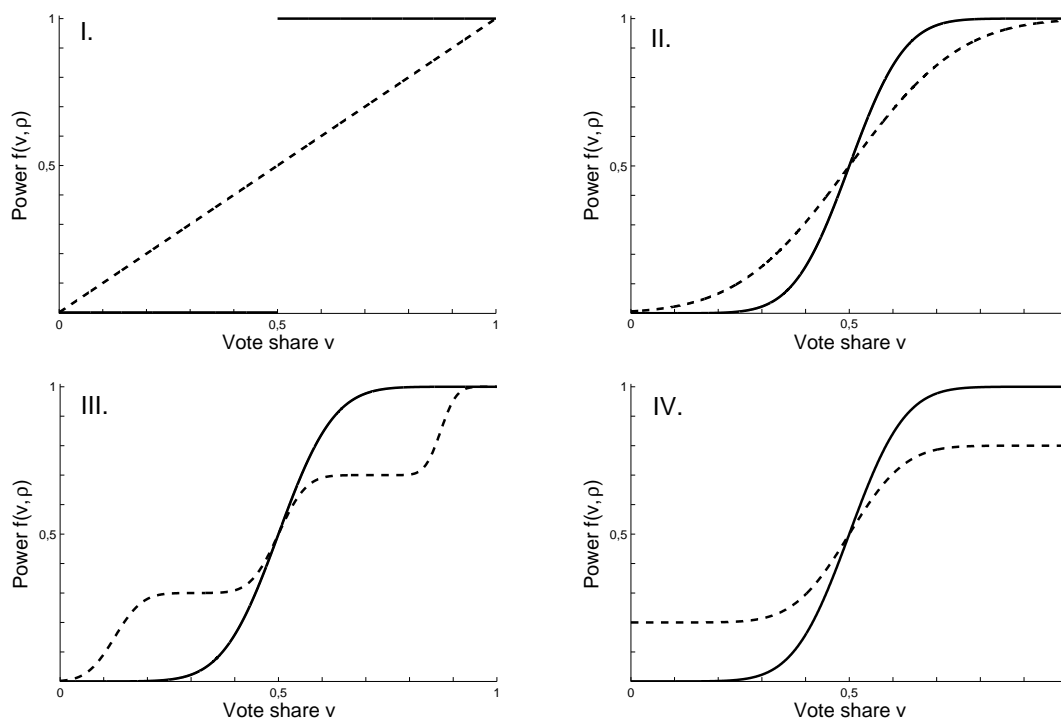 I.
1
0,5
0
0,5
1
Power f(v, ρ)
Vote share v
II.
1
0,5
0
0,5
Power f(v, ρ)
Vote share v
III.
1
0,5
0
0,5
1
Power f(v, ρ)
Vote share v
IV.
1
0,5
0
0,5
Power f(v, ρ)
Vote share v